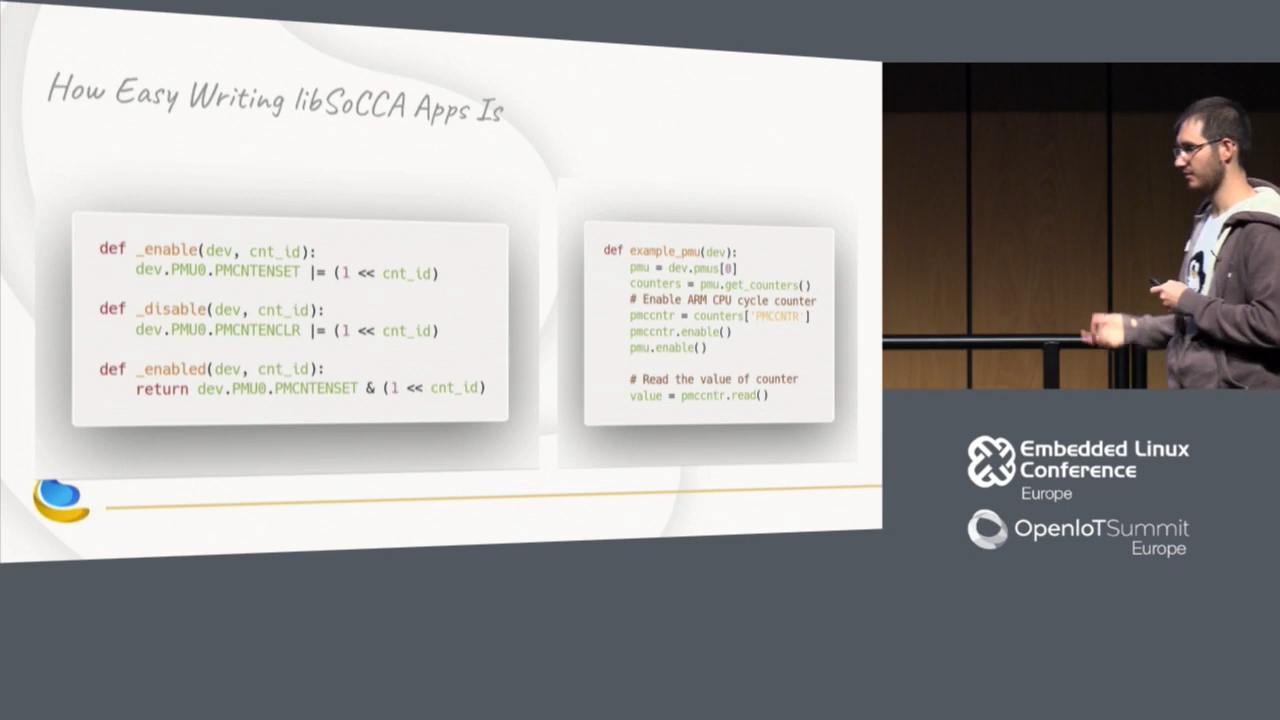 How Easy Writing libSoCCA Apps Is
def _enable(dev, cnt_id):
    dev.PMU0.PMCNTENSET |= (1 << cnt_id)
def _disable(dev, cnt_id):
    dev.PMU0.PMCNTENCLR |= (1 << cnt_id)
def _enabled(dev, cnt_id):
    return dev.PMU0.PMCNTENSET & (1 << cnt_id)
def example_pmu(dev):
    pmu = dev.pmus[0]
    counters = pmu.get_counters()
    # Enable ARM CPU cycle counter
    pmccntr = counters['PMCCNTR']
    pmccntr.enable()
    pmu.enable()
    # Read the value of counter
    value = pmccntr.read()
Embedded Linux
Conference
Europe
OpenIoTSummit
Europe